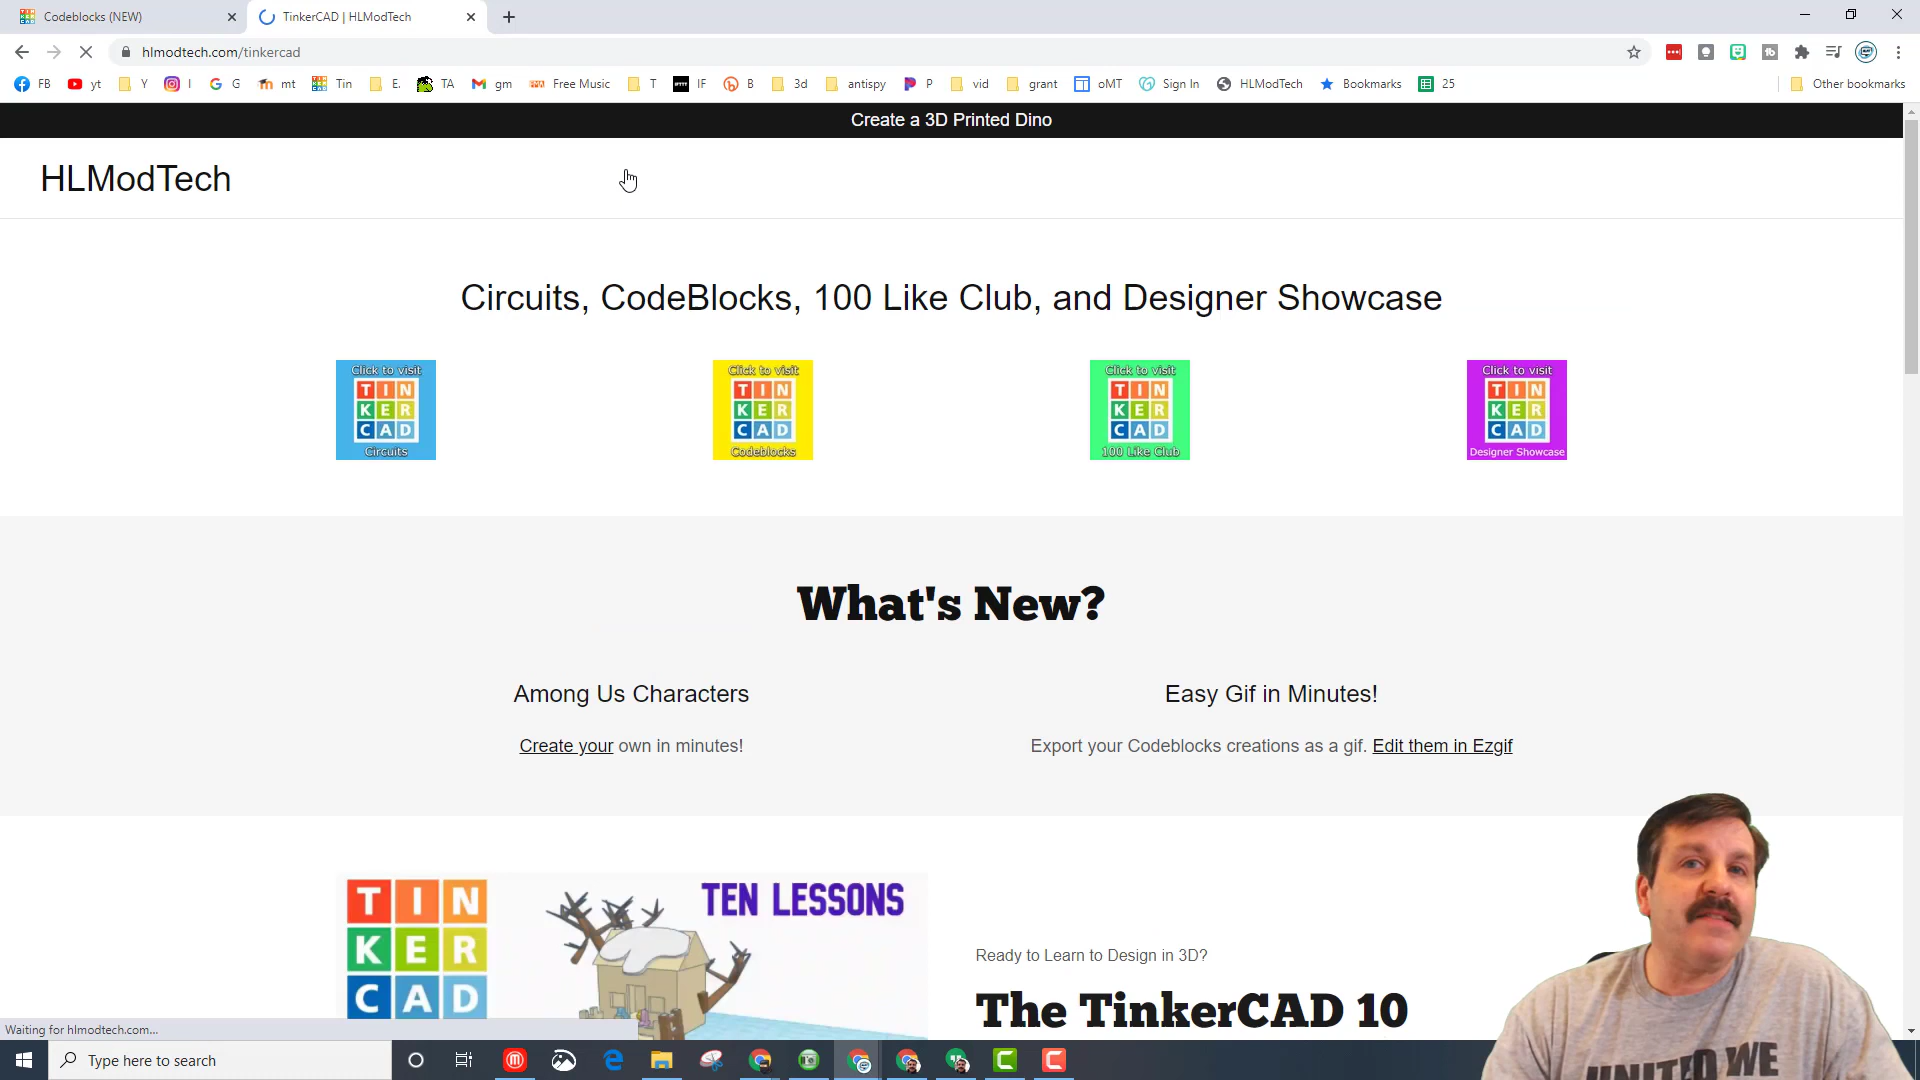 Codeblocks (NEW)
TinkerCAD | HLModTech
hlmodtech.com/tinkercad
FB
yt
Y
I
G
mt
Tin
E.
TA
gm
Free Music
T
IF
B
3d
antispy
P
vid
grant
oMT
Sign In
HLModTech
Bookmarks
25
Other bookmarks
Create a 3D Printed Dino
HLModTech
Circuits, CodeBlocks, 100 Like Club, and Designer Showcase
Click to visit
TIN
KER
CAD
Circuits
Click to visit
TIN
KER
CAD
Codeblocks
Click to visit
TIN
KER
CAD
100 Like Club
Click to visit
TIN
KER
CAD
Designer Showcase
What's New?
Among Us Characters
Create your own in minutes!
Easy Gif in Minutes!
Export your Codeblocks creations as a gif. Edit them in Ezgif
TIN
KER
CAD
TEN LESSONS
Ready to Learn to Design in 3D?
The TinkerCAD 10
UNITED WE
Waiting for hlmodtech.com...
Type here to search